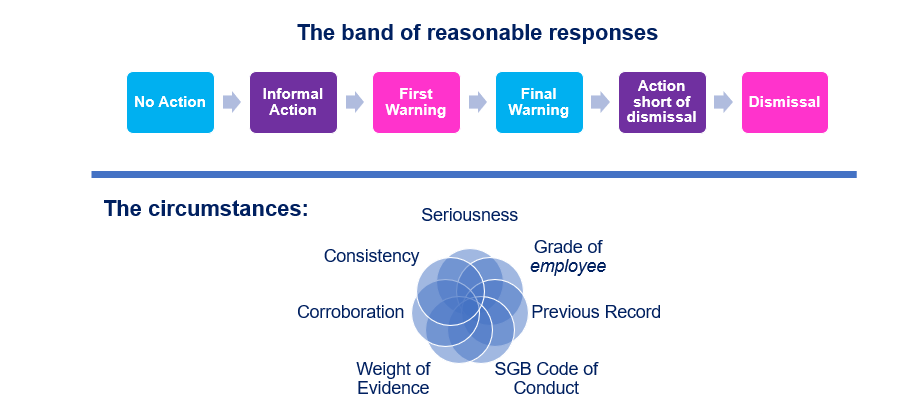 The band of reasonable responses
No Action
Informal
Action
First
Warning
Final
Warning
Action
short of
dismissal
Dismissal
The circumstances:
Seriousness
Grade of
employee
Previous Record
SGB Code of
Conduct
Weight of
Evidence
Corroboration
Consistency